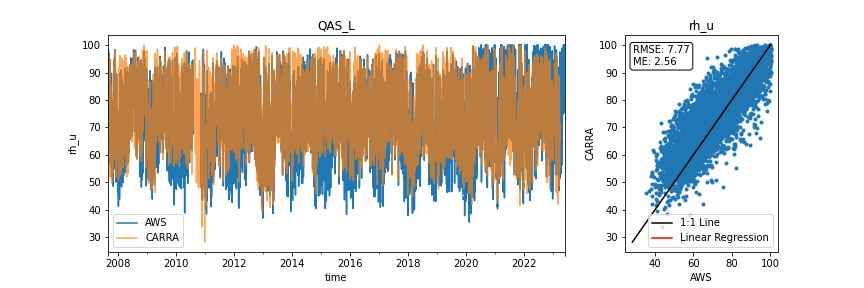 QAS_L
rh_u
100
90
80
70
60
50
40
30
rh_u
AWS
CARRA
2008
2010
2012
2014
2016
2018
2020
2022
time
rh_u
RMSE: 7.77
ME: 2.56
100
90
80
70
60
50
40
30
CARRA
1:1 Line
Linear Regression
40
60
80
100
AWS